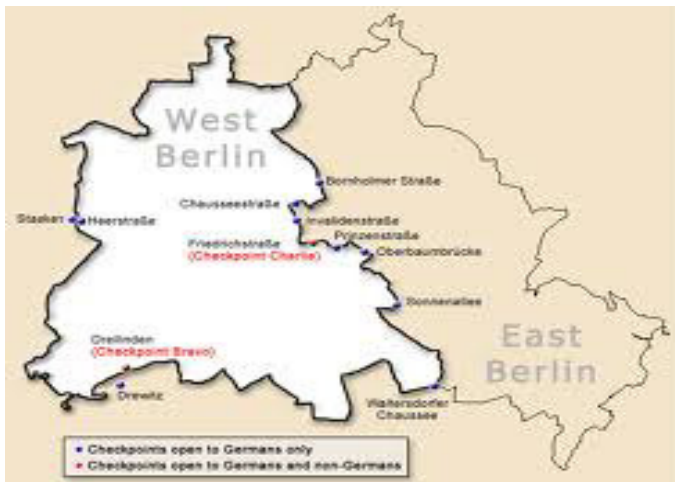 West
Berlin
Bornholmer Straße
Chausseestraße
Staaken
Heerstraße
Invalidenstraße
Prinzenstraße
Friedrichstraße
(Checkpoint Charlie)
Oberbaumbrücke
Sonnenallee
Dreilinden
(Checkpoint Bravo)
East
Berlin
Drewitz
Waltersdorfer
Chaussee
Checkpoints open to Germans only
Checkpoints open to Germans and non-Germans